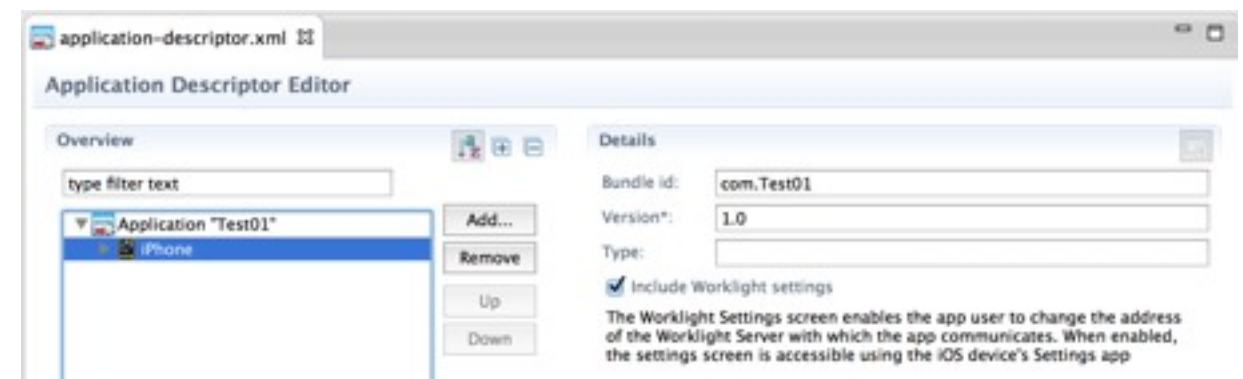 application-descriptor.xml
Application Descriptor Editor
Overview
type filter text
Application "Test01"
iPhone
Add...
Remove
Up
Down
Details
Bundle id: com.Test01
Version*: 1.0
Type:
Include Worklight settings
The Worklight Settings screen enables the app user to change the address
of the Worklight Server with which the app communicates. When enabled,
the settings screen is accessible using the iOS device's Settings app